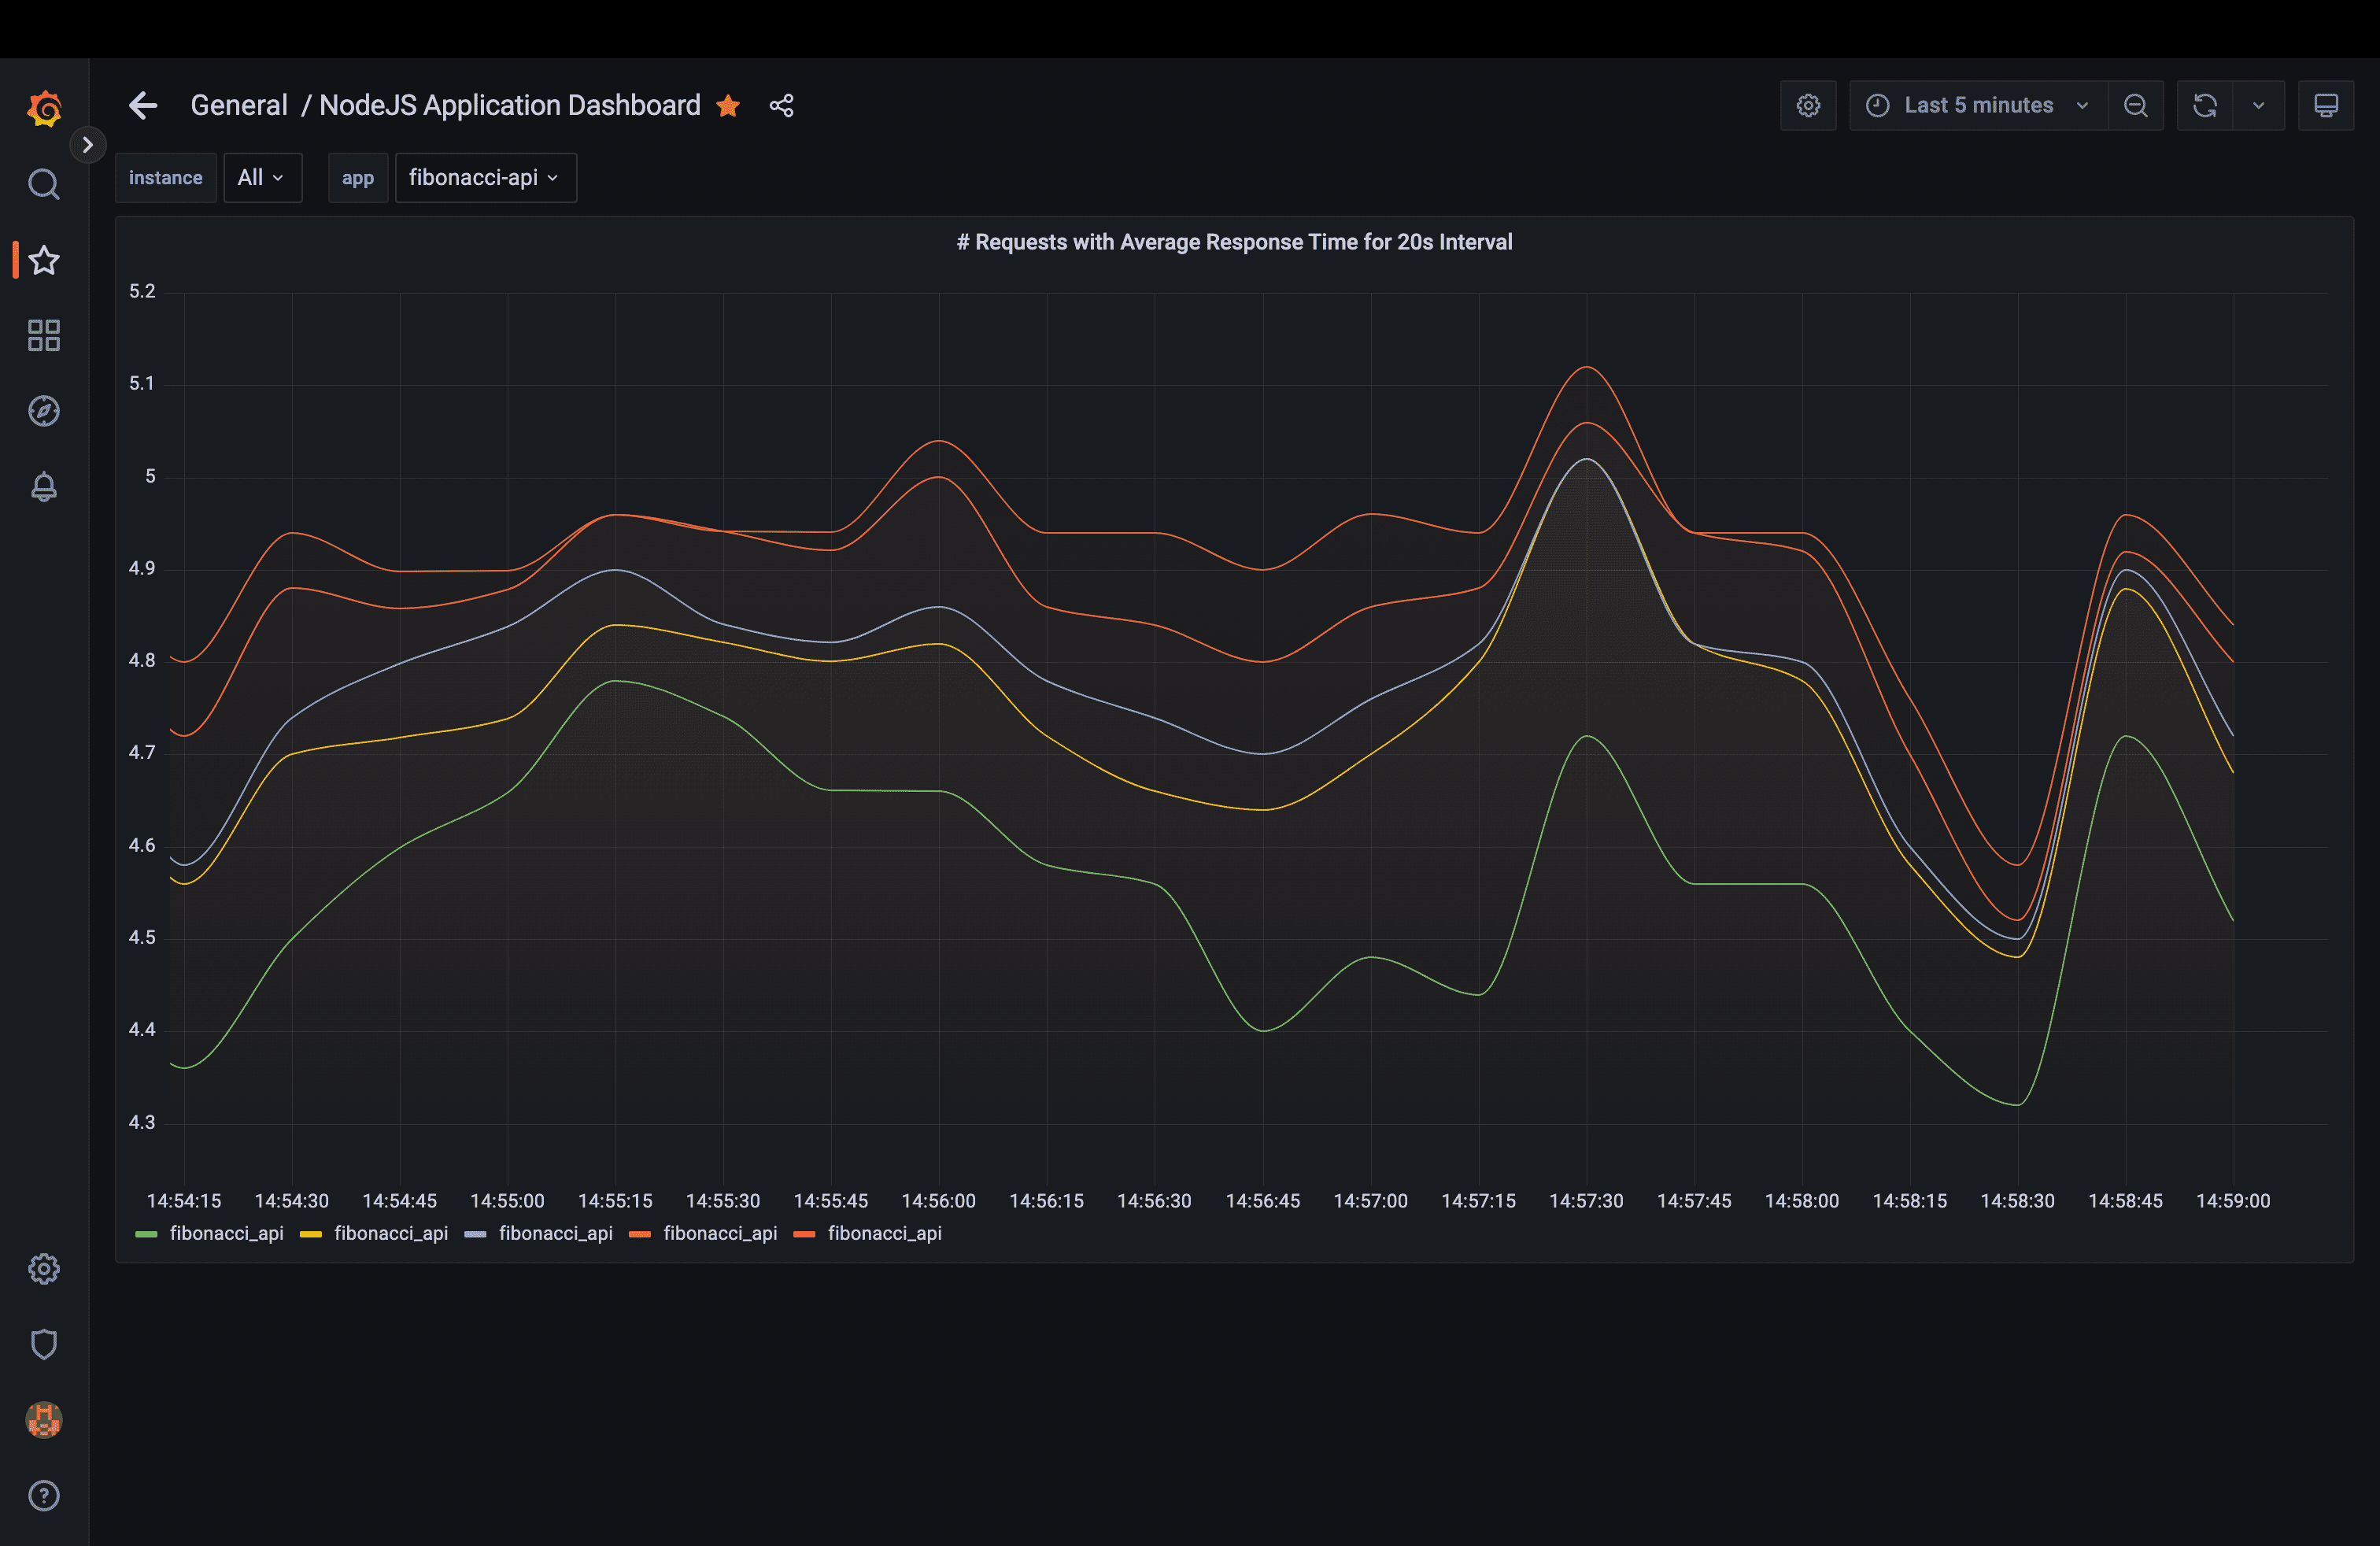 General / NodeJS Application Dashboard
Last 5 minutes
instance All app fibonacci-api
# Requests with Average Response Time for 20s Interval
5.2
5.1
5
4.9
4.8
4.7
4.6
4.5
4.4
4.3
14:54:15 14:54:30 14:54:45 14:55:00 14:55:15 14:55:30 14:55:45 14:56:00 14:56:15 14:56:30 14:56:45 14:57:00 14:57:15 14:57:30 14:57:45 14:58:00 14:58:15 14:58:30 14:58:45 14:59:00
fibonacci_api fibonacci_api fibonacci_api fibonacci_api fibonacci_api